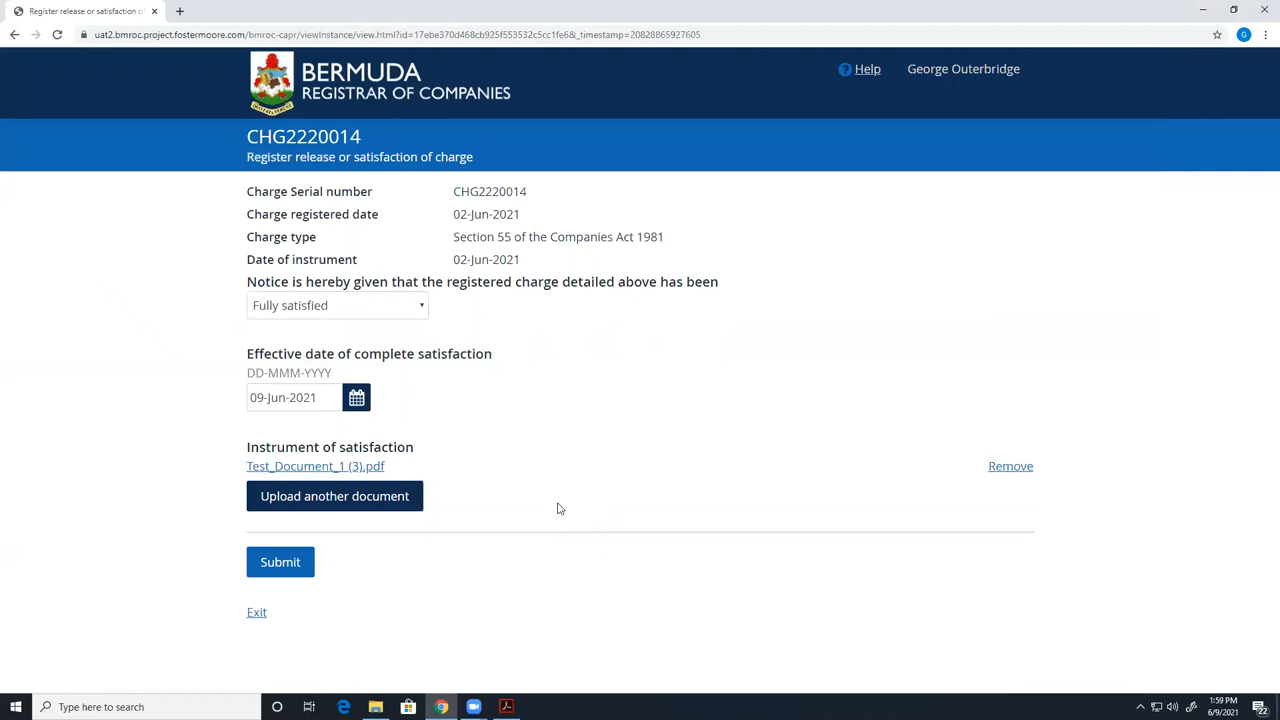 Register release or satisfaction o
uat2.bmroc.project.fostermoore.com/bmroc-capr/viewInstance/view.html?id=17ebe370d468cb925f553532c5cc1fe6&_timestamp=20828865927605
G
BERMUDA
REGISTRAR OF COMPANIES
? Help
George Outerbridge
CHG2220014
Register release or satisfaction of charge
Charge Serial number CHG2220014
Charge registered date 02-Jun-2021
Charge type Section 55 of the Companies Act 1981
Date of instrument 02-Jun-2021
Notice is hereby given that the registered charge detailed above has been
Fully satisfied
Effective date of complete satisfaction
DD-MMM-YYYY
09-Jun-2021
Instrument of satisfaction
Test_Document_1 (3).pdf Remove
Upload another document
Submit
Exit
Type here to search
1:59 PM
6/9/2021
22